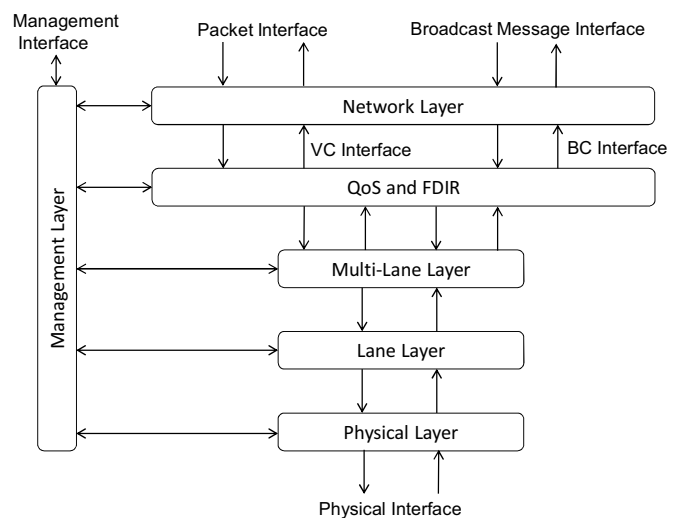 Management
Interface
Packet Interface
Broadcast Message Interface
Network Layer
VC Interface
BC Interface
QoS and FDIR
Management Layer
Multi-Lane Layer
Lane Layer
Physical Layer
Physical Interface